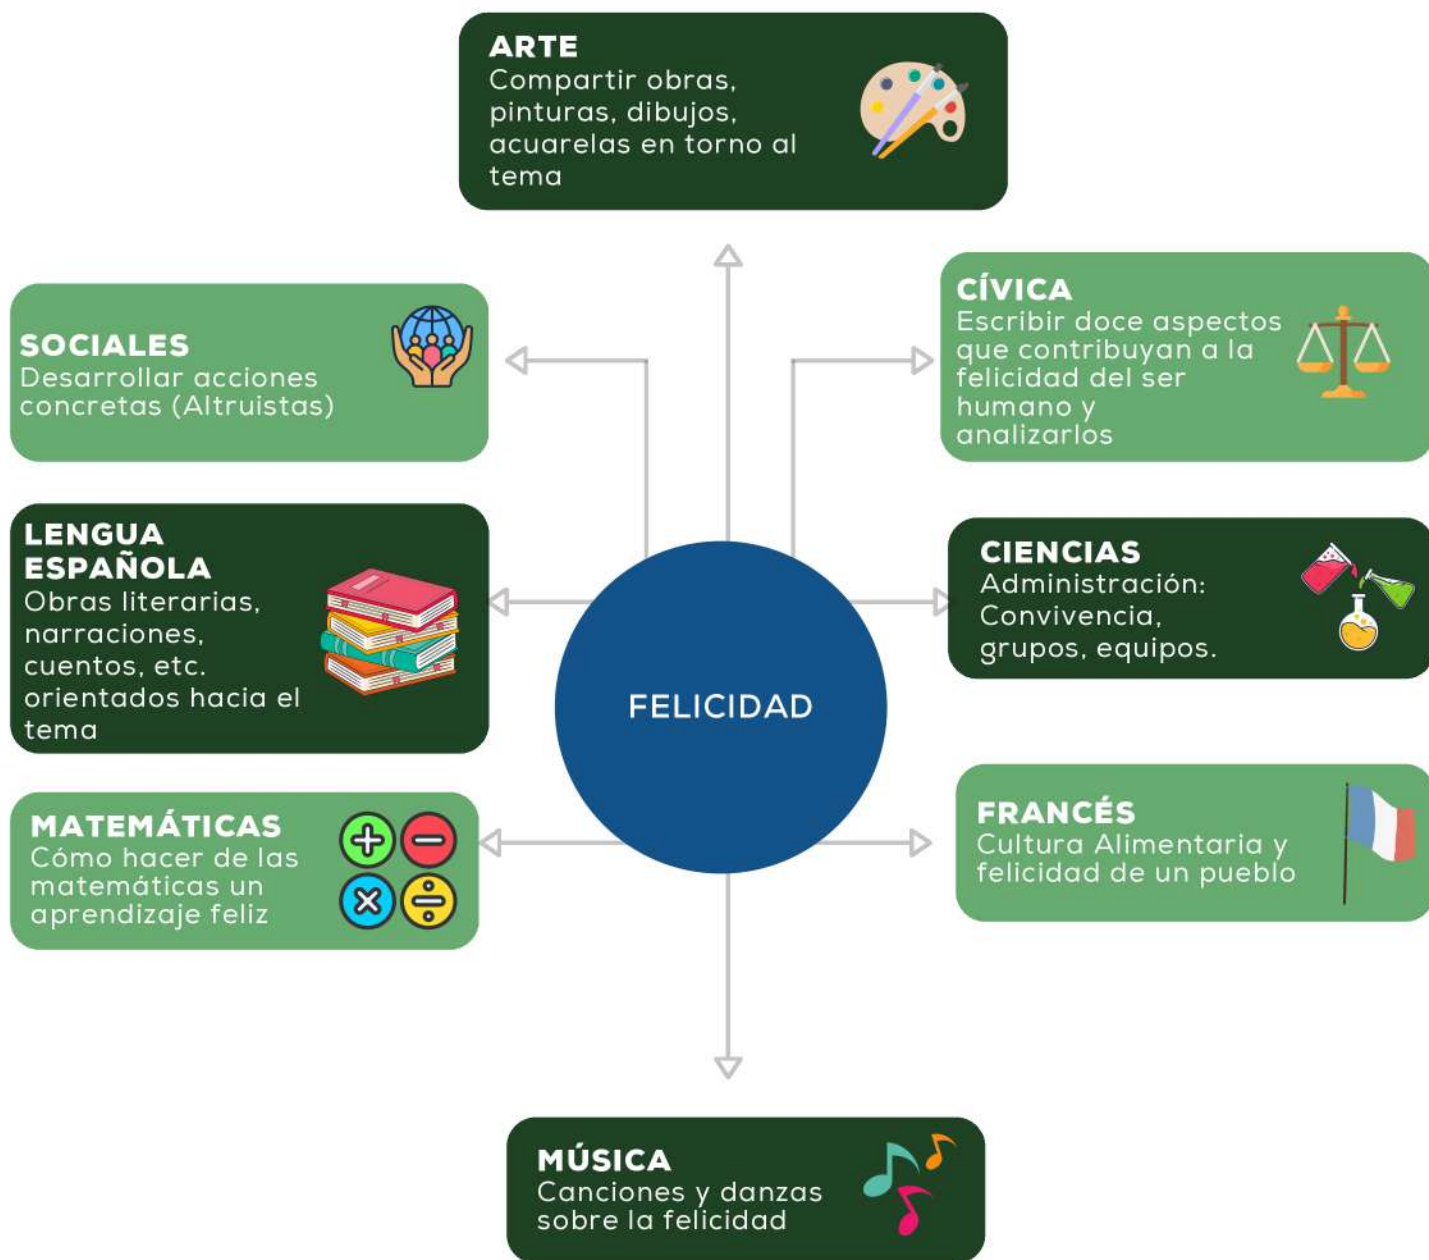 ARTE
Compartir obras,
pinturas, dibujos,
acuarelas en torno al
tema
SOCIALES
Desarrollar acciones
concretas (Altruistas)
CÍVICA
Escribir doce aspectos
que contribuyan a la
felicidad del ser
humano y
analizarlos
LENGUA
ESPAÑOLA
Obras literarias,
narraciones,
cuentos, etc.
orientados hacia el
tema
CIENCIAS
Administración:
Convivencia,
grupos, equipos.
FELICIDAD
MATEMÁTICAS
Cómo hacer de las
matemáticas un
aprendizaje feliz
FRANCÉS
Cultura Alimentaria y
felicidad de un pueblo
MÚSICA
Canciones y danzas
sobre la felicidad